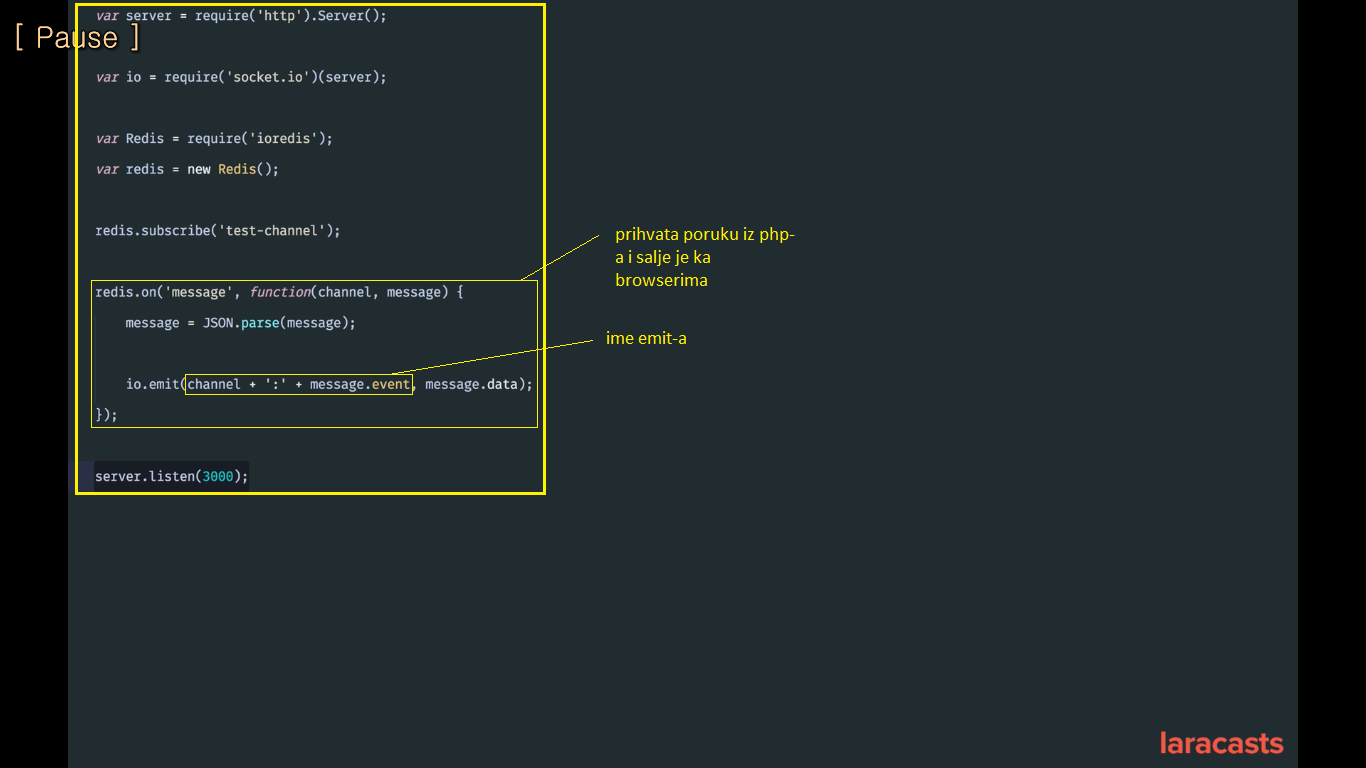 [ Pause ]
var server = require('http').Server();
var io = require('socket.io')(server);
var Redis = require('ioredis');
var redis = new Redis();
redis.subscribe('test-channel');
redis.on('message', function(channel, message) {
message = JSON.parse(message);
io.emit(channel + ':' + message.event, message.data);
});
server.listen(3000);
prihvata poruku iz php-
a i salje je ka
browserima
ime emit-a
laracasts